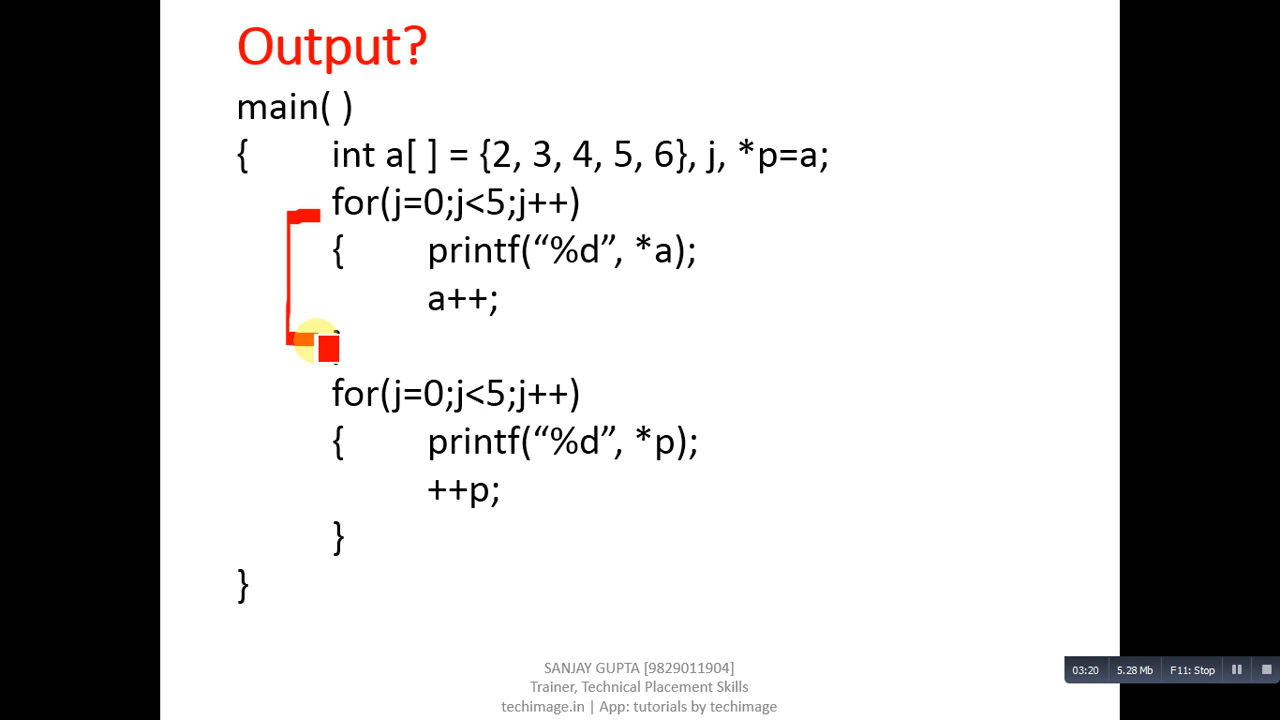 Output?
main( )
{ int a[ ] = {2, 3, 4, 5, 6}, j, *p=a;
for(j=0;j<5;j++)
{ printf(“%d”, *a);
a++;
for(j=0;j<5;j++)
{ printf(“%d”, *p);
++p;
}
}
SANJAY GUPTA [9829011904]
Trainer, Technical Placement Skills
techimage.in | App: tutorials by techimage
03:20 5.28 Mb F11: Stop